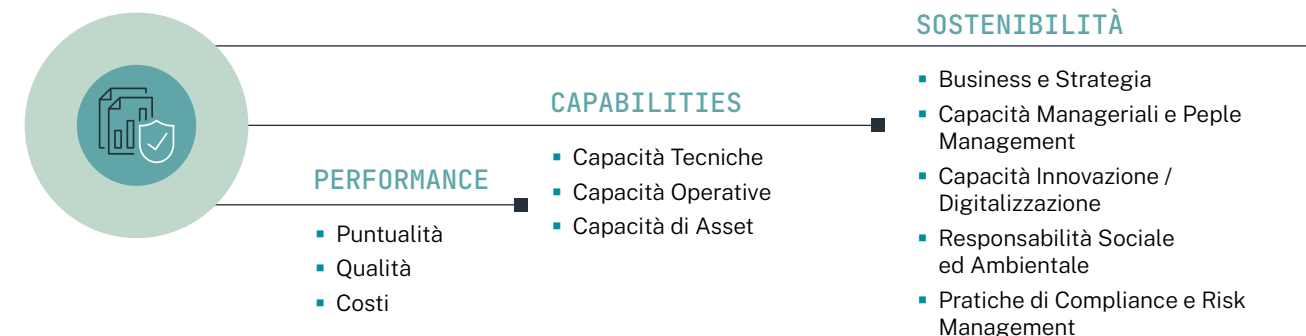 PERFORMANCE
▪ Puntualità
▪ Qualità
▪ Costi
CAPABILITIES
▪ Capacità Tecniche
▪ Capacità Operative
▪ Capacità di Asset
SOSTENIBILITÀ
▪ Business e Strategia
▪ Capacità Manageriali e Peple
Management
▪ Capacità Innovazione /
Digitalizzazione
▪ Responsabilità Sociale
ed Ambientale
▪ Pratiche di Compliance e Risk
Management